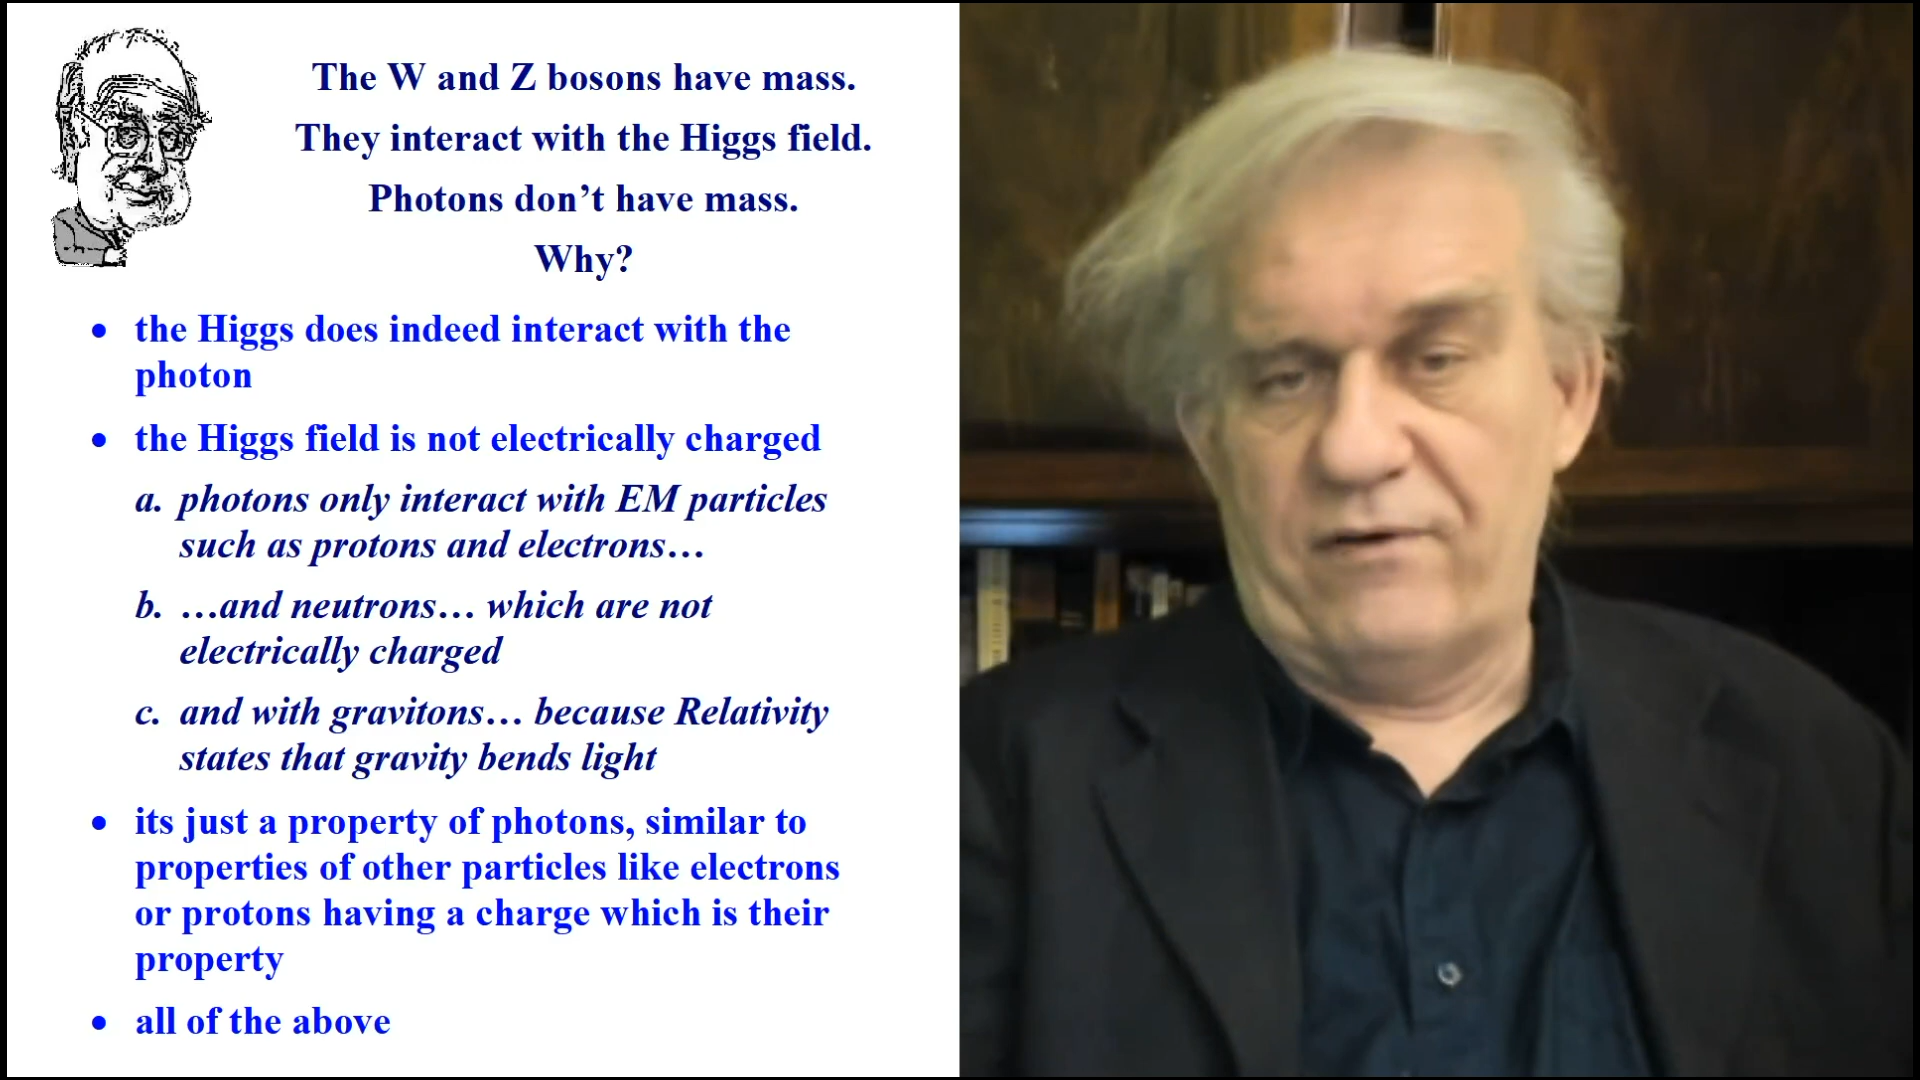 The W and Z bosons have mass.
They interact with the Higgs field.
Photons don’t have mass.
Why?
• the Higgs does indeed interact with the
photon
• the Higgs field is not electrically charged
a. photons only interact with EM particles
such as protons and electrons…
b. …and neutrons… which are not
electrically charged
c. and with gravitons… because Relativity
states that gravity bends light
• its just a property of photons, similar to
properties of other particles like electrons
or protons having a charge which is their
property
• all of the above